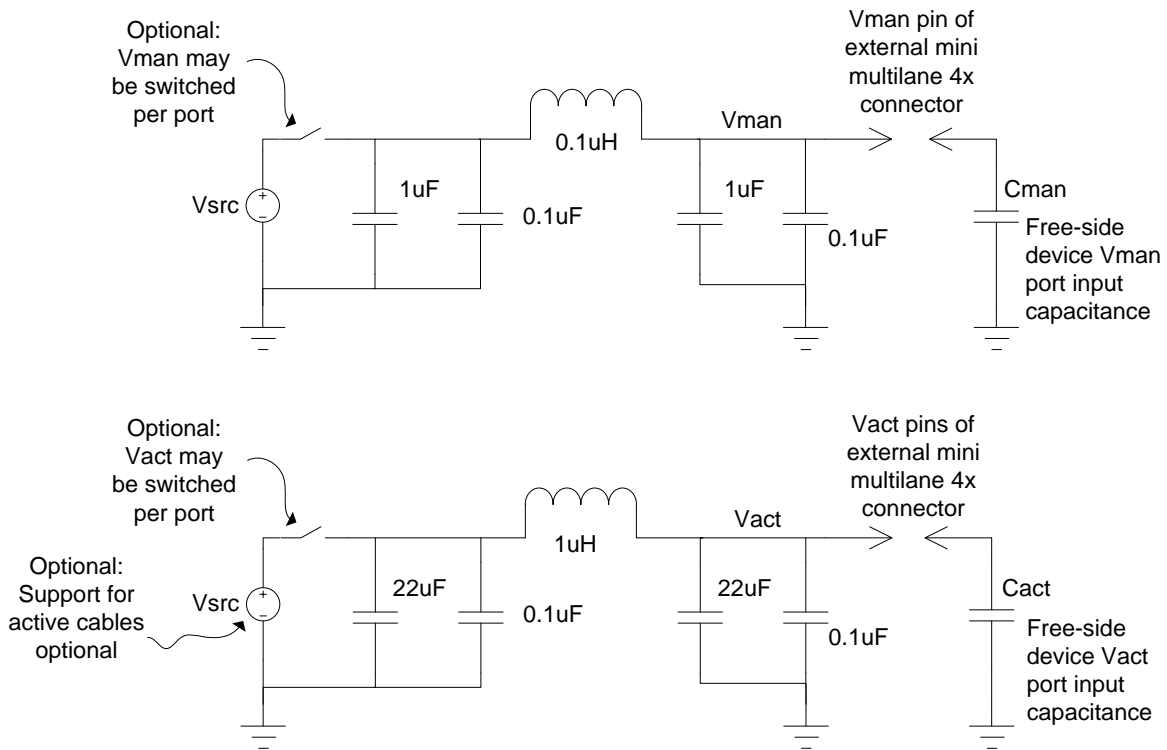 Optional:
Vman may
be switched
per port
Vman pin of
external mini
multilane 4x
connector
Vman
0.1uH
Vsrc
+
−
1uF
0.1uF
1uF
0.1uF
Cman
Free-side
device Vman
port input
capacitance
Optional:
Vact may
be switched
per port
Vact pins of
external mini
multilane 4x
connector
Vact
1uH
Optional:
Support for
active cables
optional
Vsrc
+
−
22uF
0.1uF
22uF
0.1uF
Cact
Free-side
device Vact
port input
capacitance